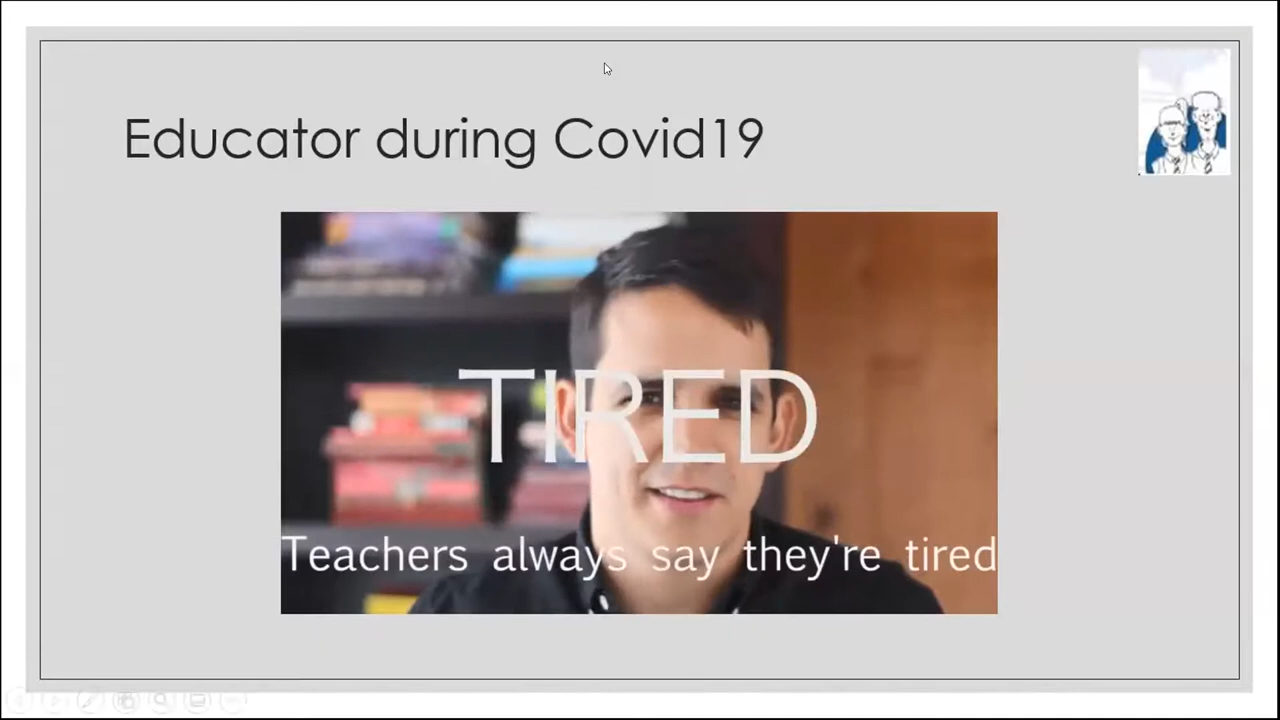 Educator during Covid19
TIRED
Teachers always say they're tired